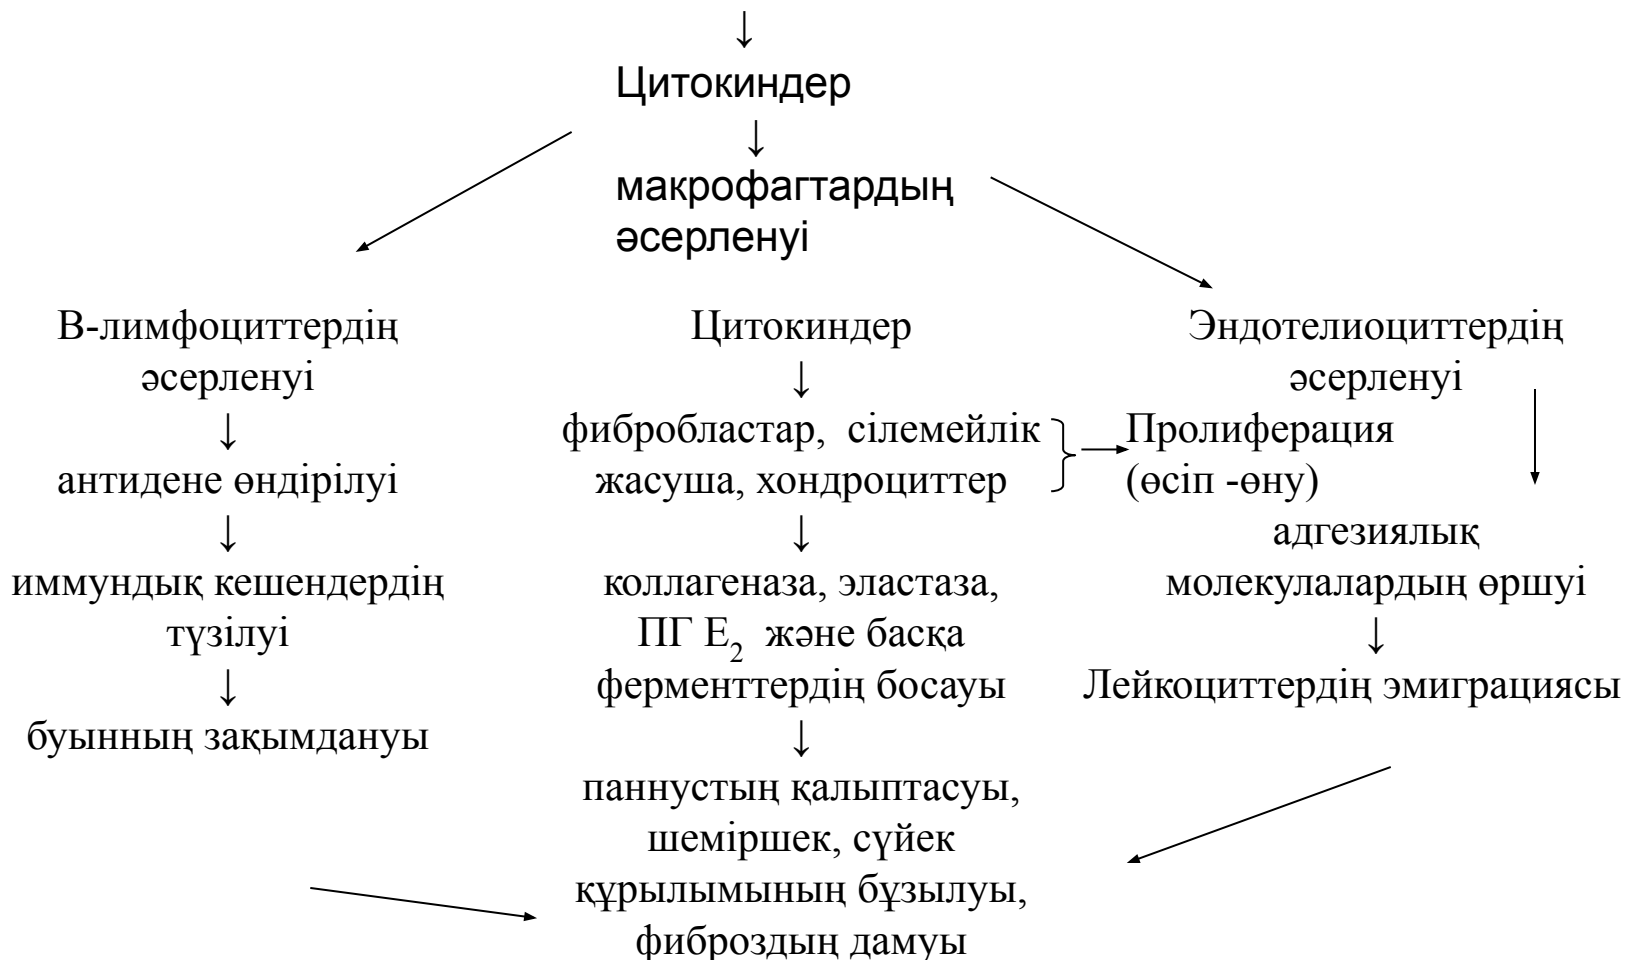 ↓
Цитокиндер
↓
макрофагтардың
әсерленуі
В-лимфоциттердің
әсерленуі
↓
антидене өндірілуі
↓
иммундық кешендердің
түзілуі
↓
буынның зақымдануы
Цитокиндер
↓
фибробластар, сілемейлік
жасуша, хондроциттер
↓
коллагеназа, эластаза,
ПГ Е₂ және басқа
ферменттердің босауы
↓
паннустың қалыптасуы,
шеміршек, сүйек
құрылымының бұзылуы,
фиброздың дамуы
Эндотелиоциттердің
әсерленуі
Пролиферация
(өсіп -өну)
адгезиялық
молекулалардың өршуі
↓
Лейкоциттердің эмиграциясы